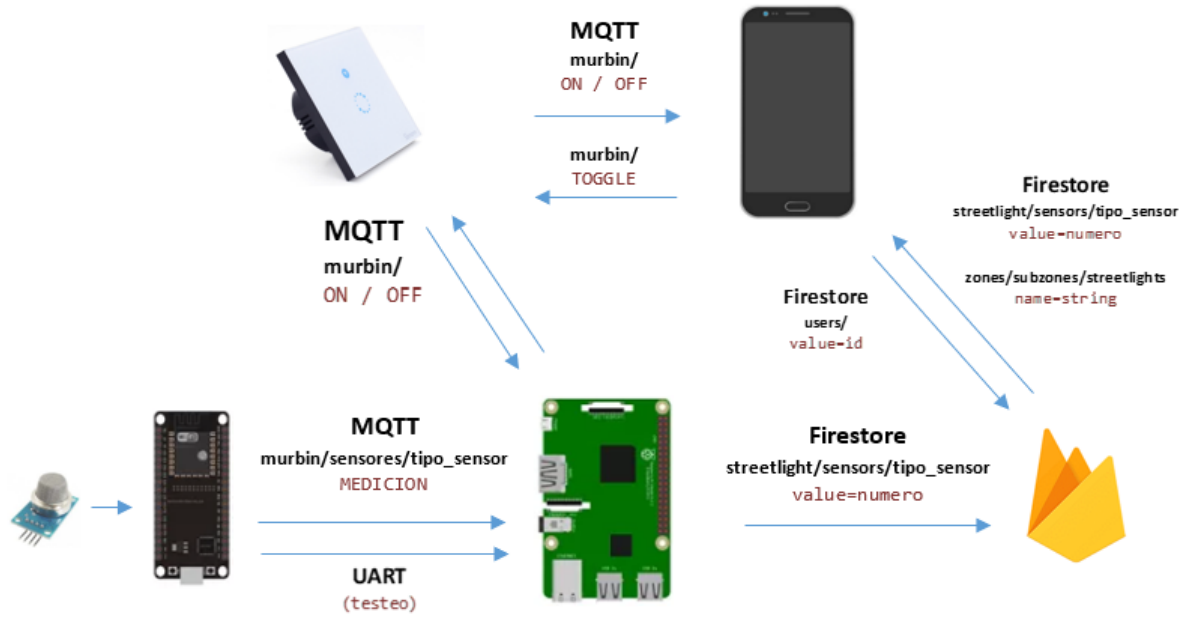 MQTT
murbin/
ON / OFF
murbin/
TOGGLE
Firestore
streetlight/sensors/tipo_sensor
value=numero
zones/subzones/streetlights
name=string
MQTT
murbin/
ON / OFF
Firestore
users/
value=id
MQTT
murbin/sensores/tipo_sensor
MEDICION
UART
(testeo)
Firestore
streetlight/sensors/tipo_sensor
value=numero